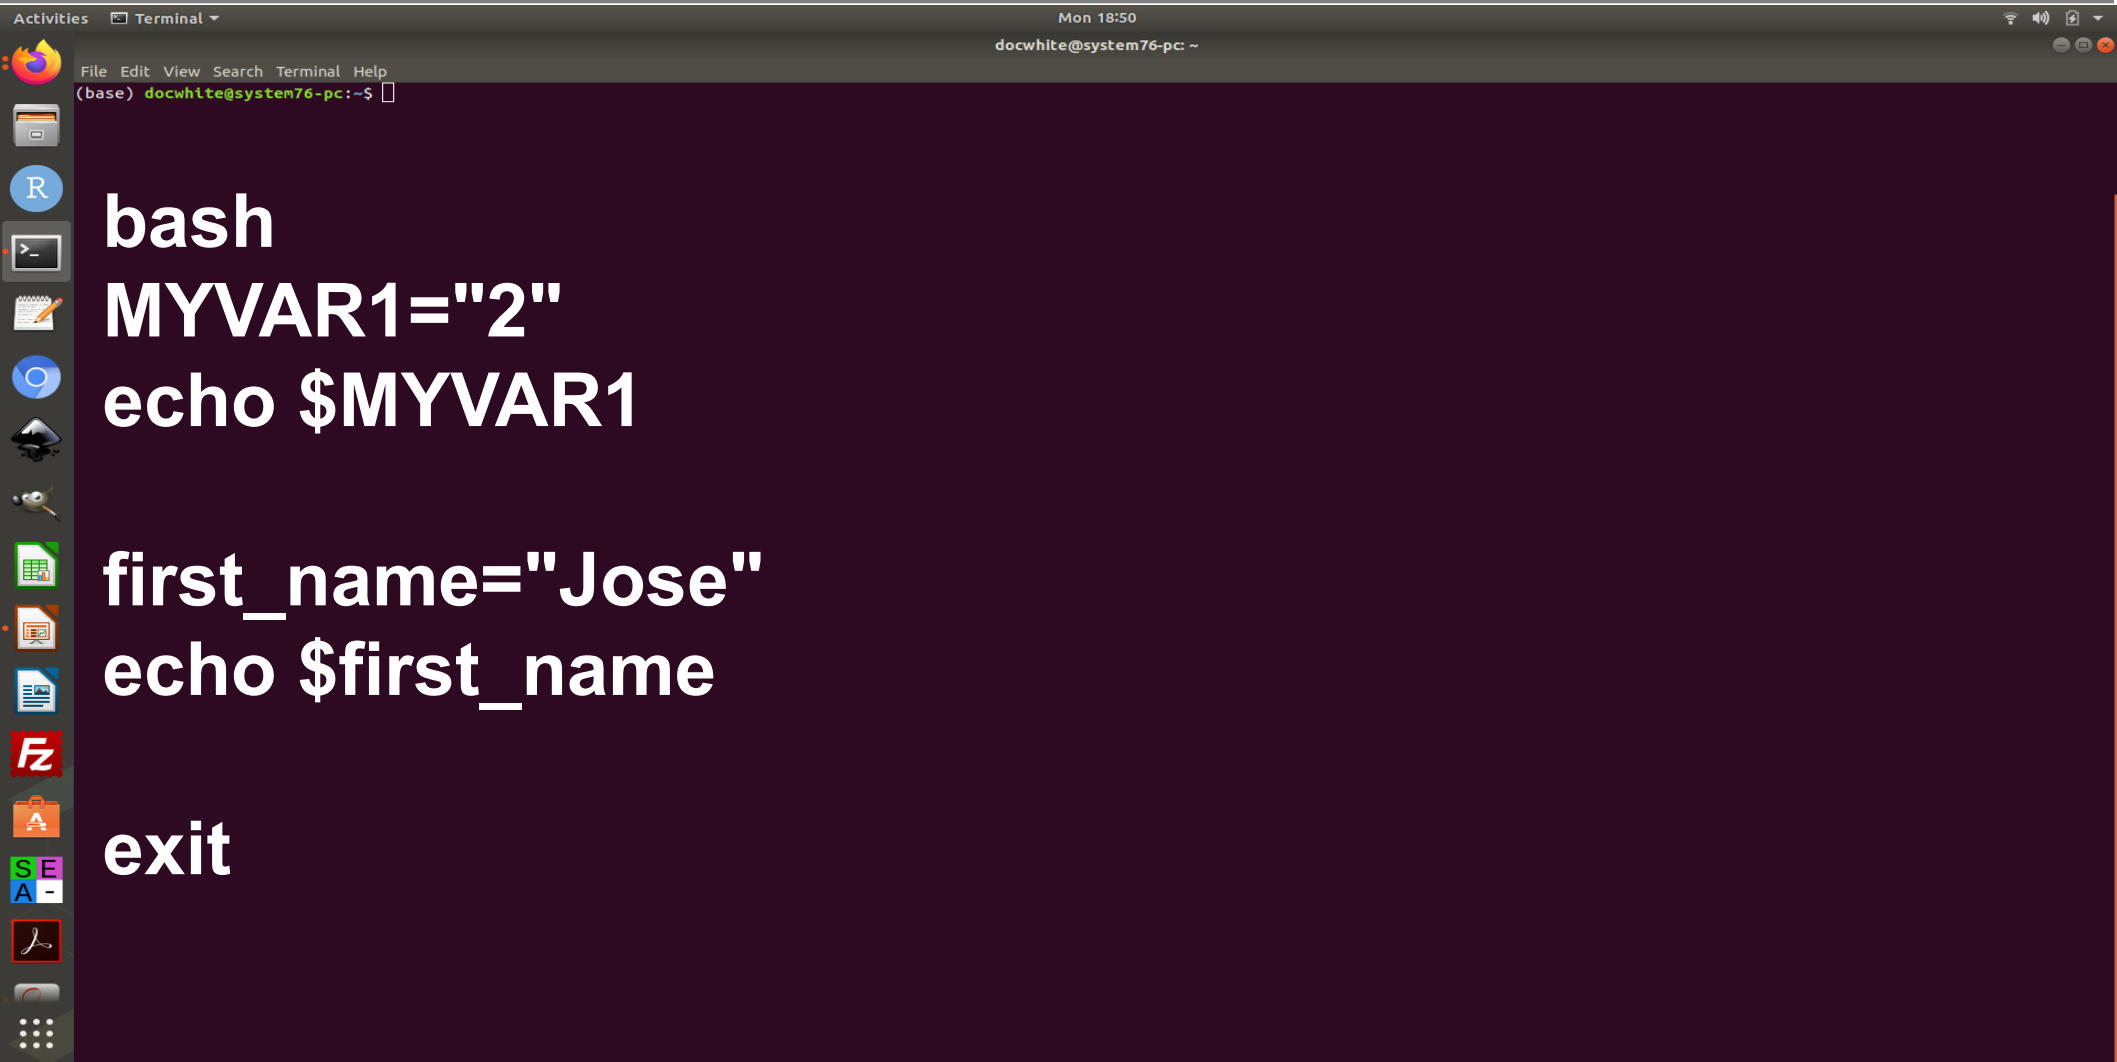 Activities Terminal Mon 18:50
docwhite@system76-pc: ~
File Edit View Search Terminal Help
(base) docwhite@system76-pc:~$
R
>_
bash
MYVAR1="2"
echo $MYVAR1
first_name="Jose"
echo $first_name
Fz
A
exit
S E
A -